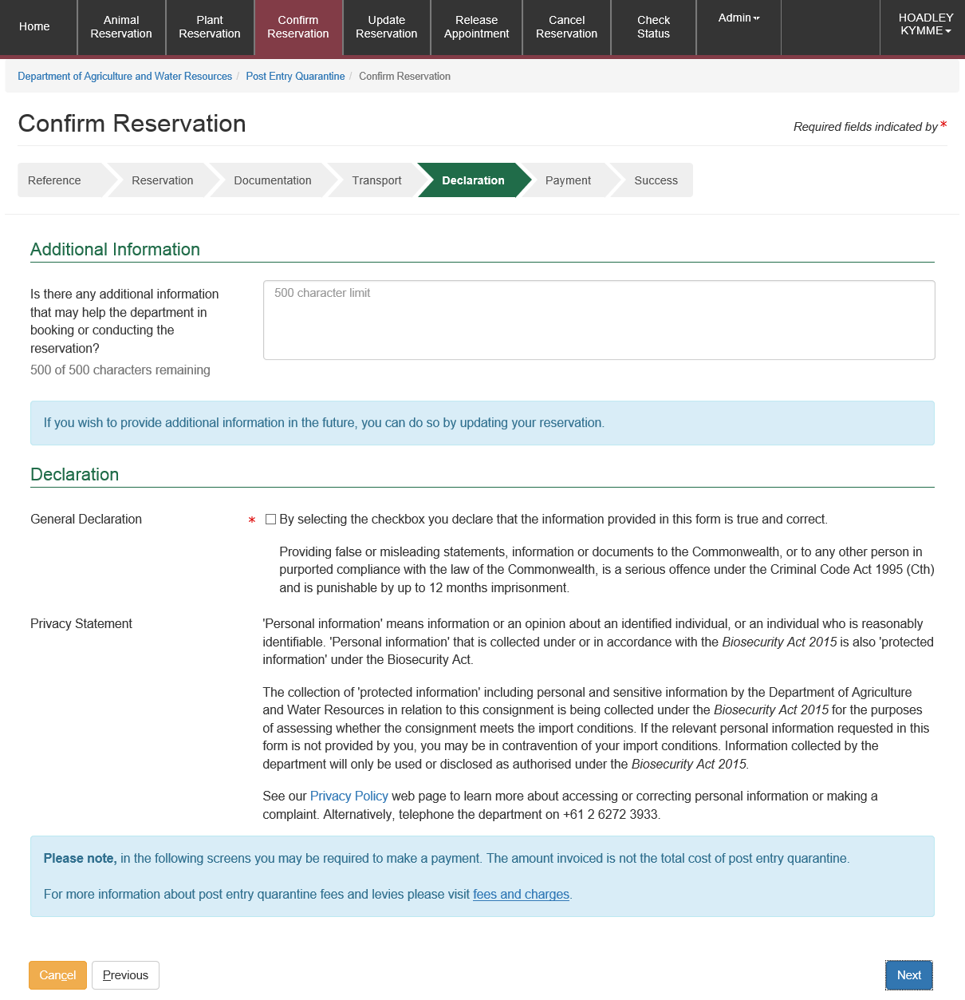 Home
Animal
Reservation
Plant
Reservation
Confirm
Reservation
Update
Reservation
Release
Appointment
Cancel
Reservation
Check
Status
Admin
HOADLEY
KYMME
Department of Agriculture and Water Resources / Post Entry Quarantine / Confirm Reservation
Confirm Reservation
Required fields indicated by *
Reference
Reservation
Documentation
Transport
Declaration
Payment
Success
Additional Information
Is there any additional information
that may help the department in
booking or conducting the
reservation?
500 of 500 characters remaining
500 character limit
If you wish to provide additional information in the future, you can do so by updating your reservation.
Declaration
General Declaration
* By selecting the checkbox you declare that the information provided in this form is true and correct.
Providing false or misleading statements, information or documents to the Commonwealth, or to any other person in
purported compliance with the law of the Commonwealth, is a serious offence under the Criminal Code Act 1995 (Cth)
and is punishable by up to 12 months imprisonment.
Privacy Statement
'Personal information' means information or an opinion about an identified individual, or an individual who is reasonably
identifiable. 'Personal information' that is collected under or in accordance with the Biosecurity Act 2015 is also 'protected
information' under the Biosecurity Act.
The collection of 'protected information' including personal and sensitive information by the Department of Agriculture
and Water Resources in relation to this consignment is being collected under the Biosecurity Act 2015 for the purposes
of assessing whether the consignment meets the import conditions. If the relevant personal information requested in this
form is not provided by you, you may be in contravention of your import conditions. Information collected by the
department will only be used or disclosed as authorised under the Biosecurity Act 2015.
See our Privacy Policy web page to learn more about accessing or correcting personal information or making a
complaint. Alternatively, telephone the department on +61 2 6272 3933.
Please note, in the following screens you may be required to make a payment. The amount invoiced is not the total cost of post entry quarantine.
For more information about post entry quarantine fees and levies please visit fees and charges.
Cancel
Previous
Next